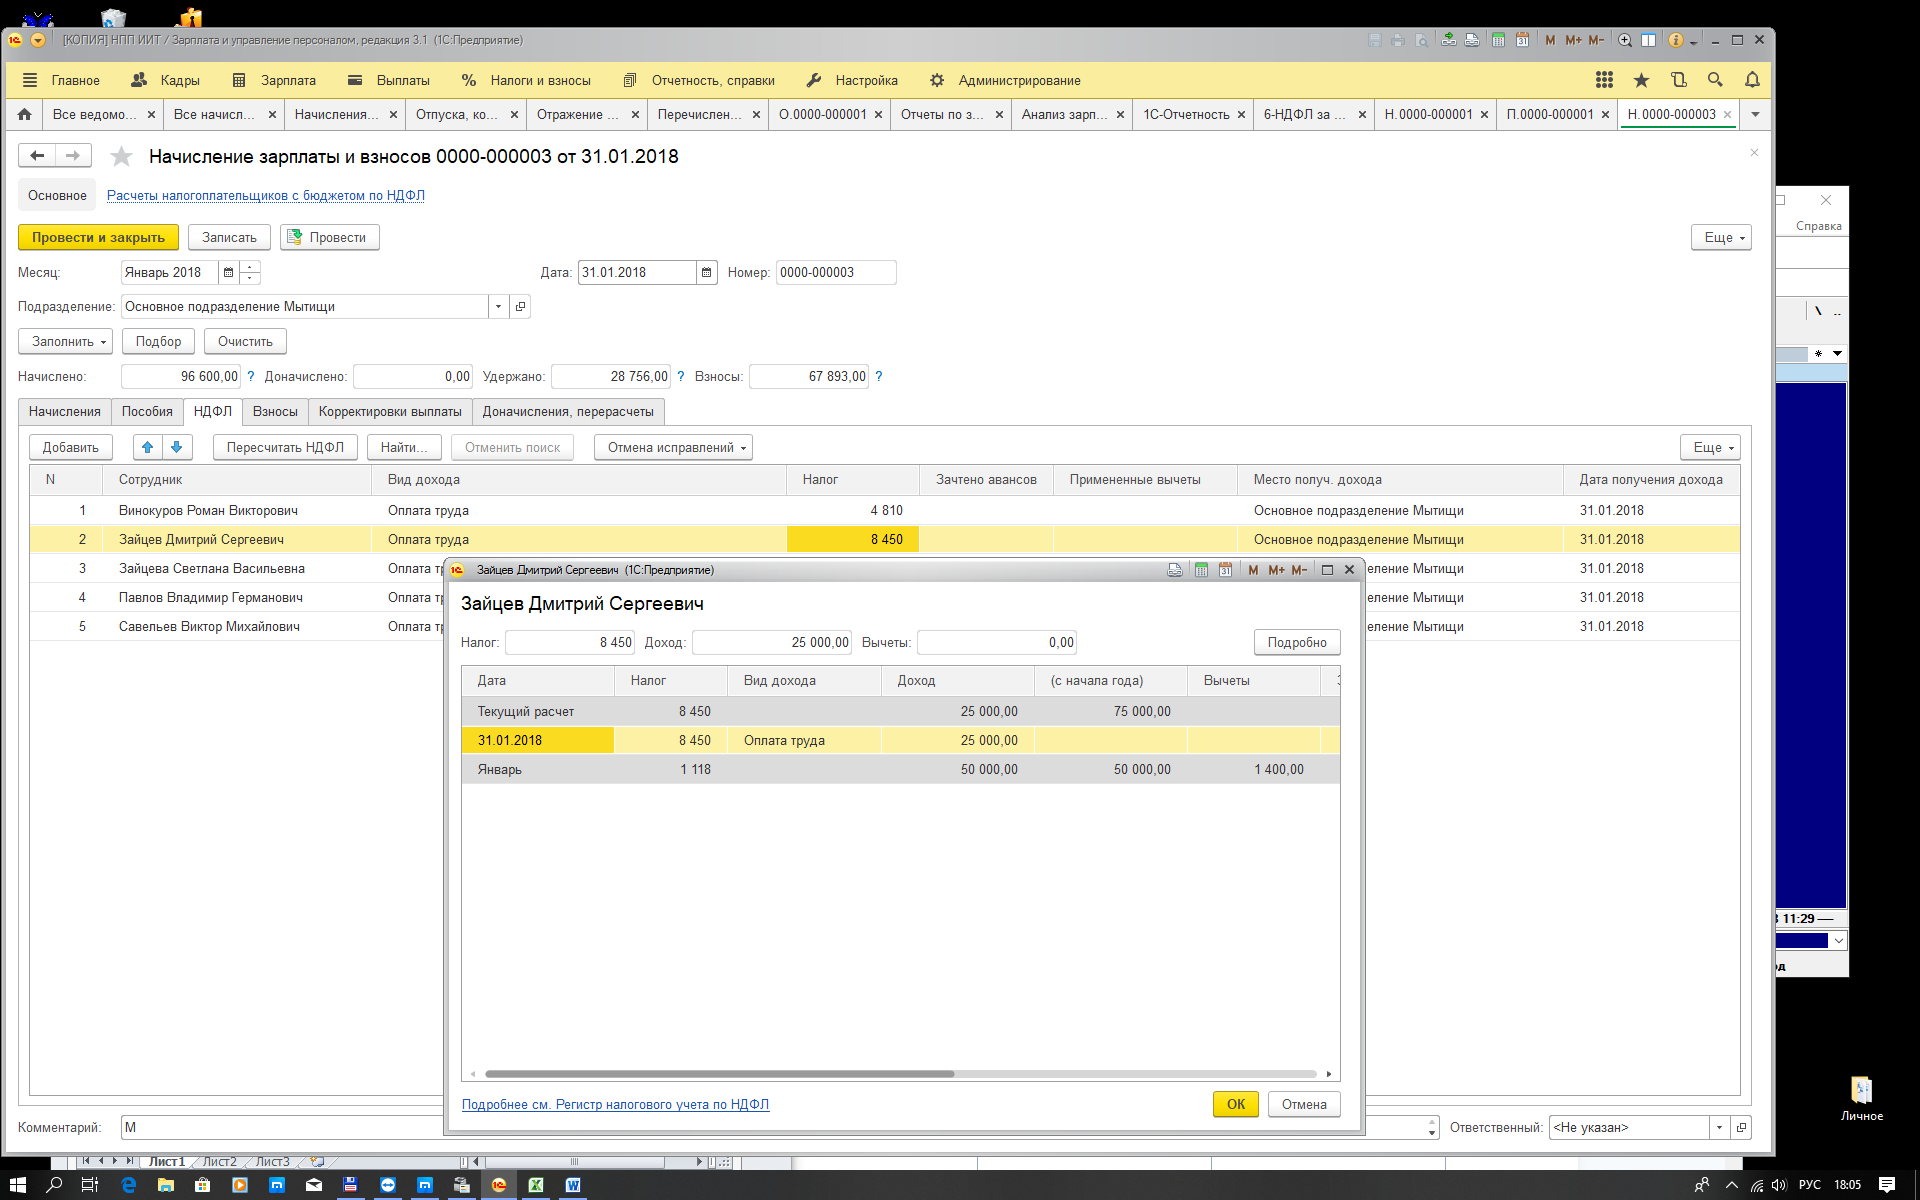 [КОПИЯ] НПП ИИТ / Зарплата и управление персоналом, редакция 3.1 (1С:Предприятие)
M M+ M-
Главное Кадры Зарплата Выплаты % Налоги и взносы Отчетность, справки Настройка Администрирование
Все ведомо... Все начисл... Начисления... Отпуска, ко... Отражение ... Перечислен... О.0000-000001 Отчеты по з... Анализ зарп... 1С-Отчетность 6-НДФЛ за ... Н.0000-000001 П.0000-000001 Н.0000-000003
Начисление зарплаты и взносов 0000-000003 от 31.01.2018
Основное Расчеты налогоплательщиков с бюджетом по НДФЛ
Справка
Провести и закрыть Записать Провести Еще
Месяц: Январь 2018 Дата: 31.01.2018 Номер: 0000-000003
Подразделение: Основное подразделение Мытищи
Заполнить Подбор Очистить
Начислено: 96 600,00 ? Доначислено: 0,00 Удержано: 28 756,00 ? Взносы: 67 893,00 ?
Начисления Пособия НДФЛ Взносы Корректировки выплаты Доначисления, перерасчеты
Добавить Пересчитать НДФЛ Найти... Отменить поиск Отмена исправлений Еще
N Сотрудник Вид дохода Налог Зачтено авансов Примененные вычеты Место получ. дохода Дата получения дохода
1 Винокуров Роман Викторович Оплата труда 4 810 Основное подразделение Мытищи 31.01.2018
2 Зайцев Дмитрий Сергеевич Оплата труда 8 450 Основное подразделение Мытищи 31.01.2018
3 Зайцева Светлана Васильевна Оплата т еление Мытищи 31.01.2018
4 Павлов Владимир Германович Оплата т еление Мытищи 31.01.2018
5 Савельев Виктор Михайлович Оплата т еление Мытищи 31.01.2018
Зайцев Дмитрий Сергеевич (1С:Предприятие) M M+ M-
Зайцев Дмитрий Сергеевич
Налог: 8 450 Доход: 25 000,00 Вычеты: 0,00 Подробно
Дата Налог Вид дохода Доход (с начала года) Вычеты
Текущий расчет 8 450 25 000,00 75 000,00
31.01.2018 8 450 Оплата труда 25 000,00
Январь 1 118 50 000,00 50 000,00 1 400,00
11:29
Подробнее см. Регистр налогового учета по НДФЛ ОК Отмена
Комментарий: М Ответственный: <Не указан>
Личное
Лист1 Лист2 Лист3
РУС 18:05